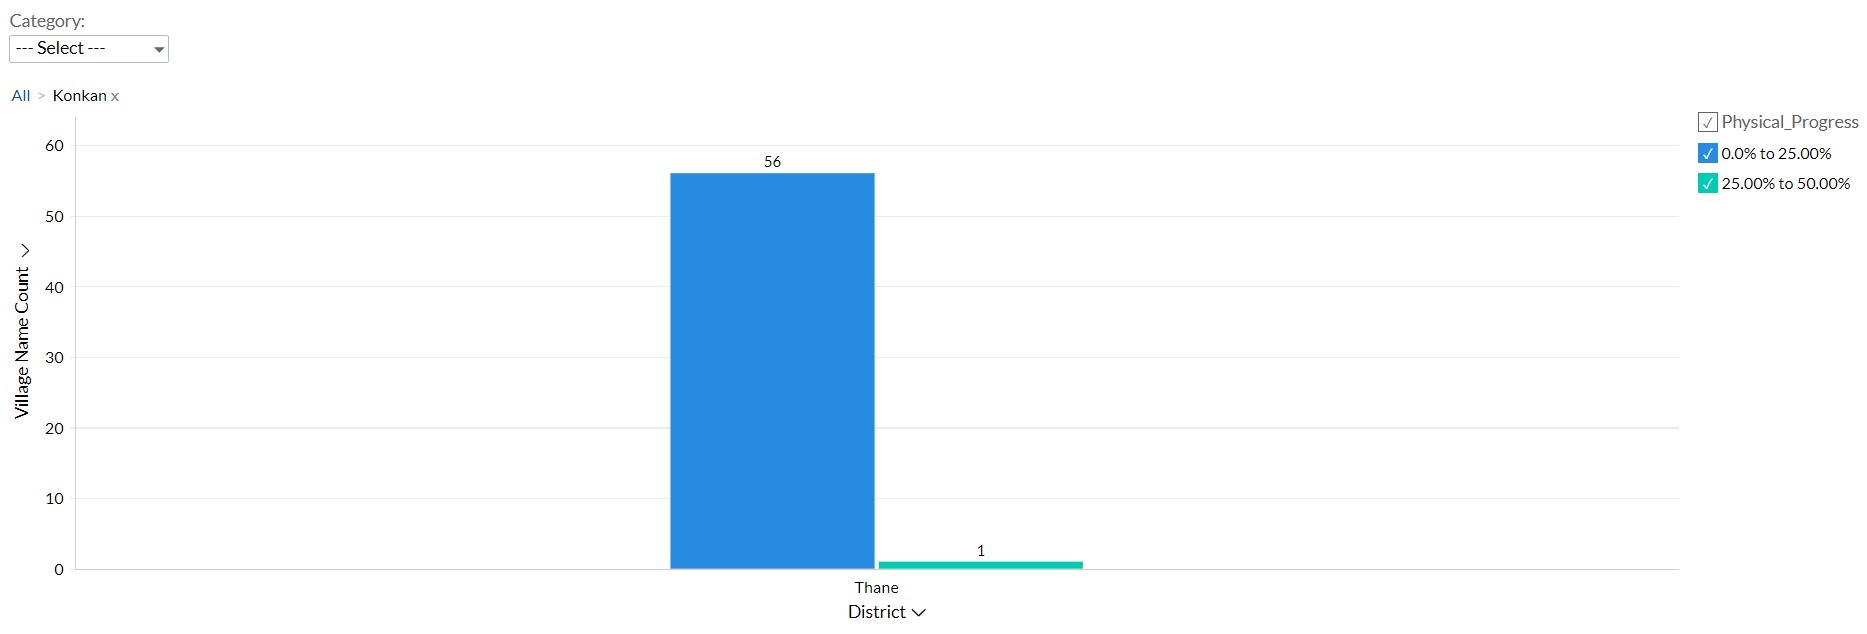 Category:
--- Select ---
All > Konkan x
Physical_Progress
0.0% to 25.00%
25.00% to 50.00%
Village Name Count
60
50
40
30
20
10
0
56
1
Thane
District